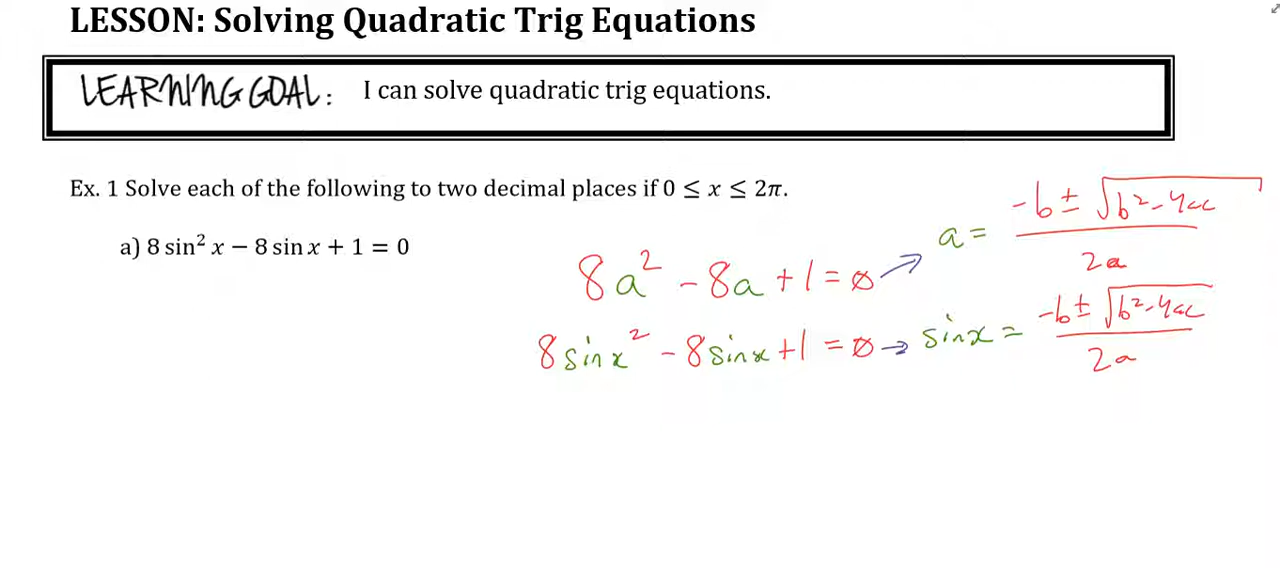 LESSON: Solving Quadratic Trig Equations
LEARNING GOAL: I can solve quadratic trig equations.
Ex. 1 Solve each of the following to two decimal places if 0 ≤ x ≤ 2π.
a) 8 sin² x − 8 sin x + 1 = 0
8a² - 8a + 1 = 0 → a = (-b ± √(b² - 4ac)) / 2a
8 sin x² - 8 sin x + 1 = 0 → sin x = (-b ± √(b² - 4ac)) / 2a